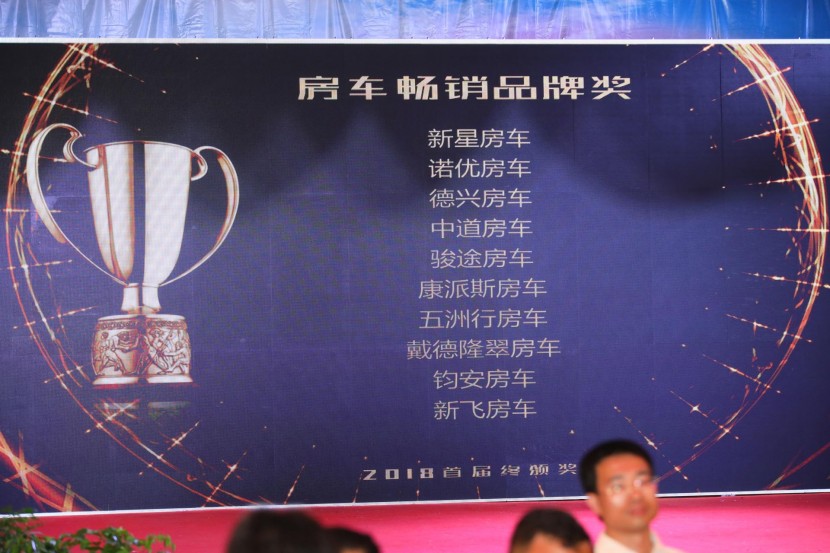 房车畅销品牌奖
新星房车
诺优房车
德兴房车
中道房车
骏途房车
康派斯房车
五洲行房车
戴德隆翠房车
钧安房车
新飞房车
2018首届终颁奖